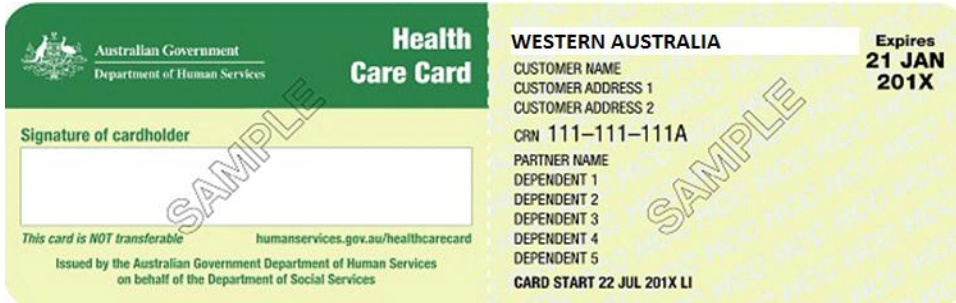 Australian Government
Department of Human Services
Health
Care Card
Signature of cardholder
SAMPLE
This card is NOT transferable
humanservices.gov.au/healthcarecard
Issued by the Australian Government Department of Human Services
on behalf of the Department of Social Services
WESTERN AUSTRALIA
Expires
21 JAN
201X
CUSTOMER NAME
CUSTOMER ADDRESS 1
CUSTOMER ADDRESS 2
CRN 111–111–111A
PARTNER NAME
DEPENDENT 1
DEPENDENT 2
DEPENDENT 3
DEPENDENT 4
DEPENDENT 5
CARD START 22 JUL 201X LI
SAMPLE